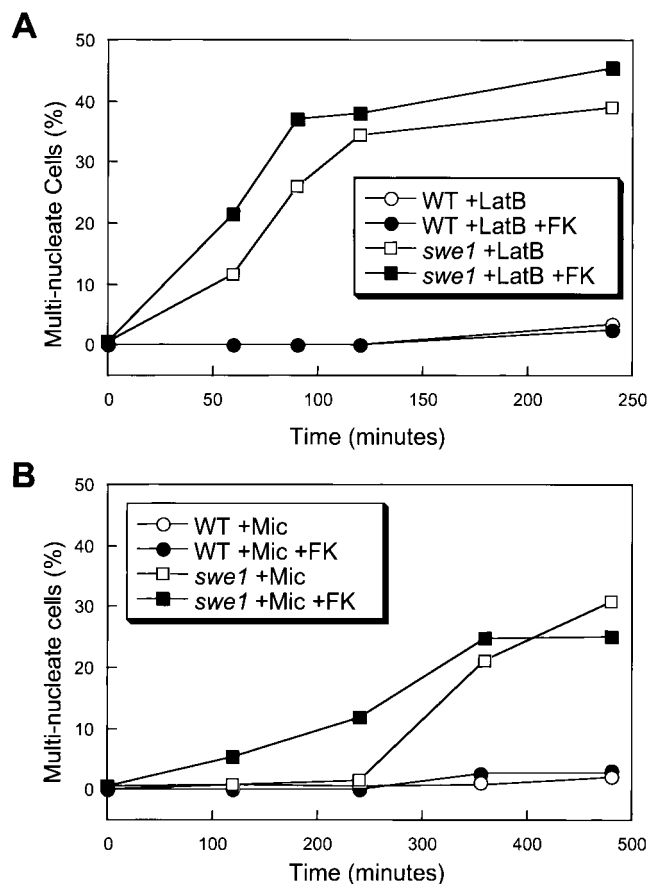 A
Multi-nucleate Cells (%)
50
40
30
20
10
0
WT +LatB
WT +LatB +FK
swe1 +LatB
swe1 +LatB +FK
0 50 100 150 200 250
Time (minutes)
B
Multi-nucleate cells (%)
50
40
30
20
10
0
WT +Mic
WT +Mic +FK
swe1 +Mic
swe1 +Mic +FK
0 100 200 300 400 500
Time (minutes)